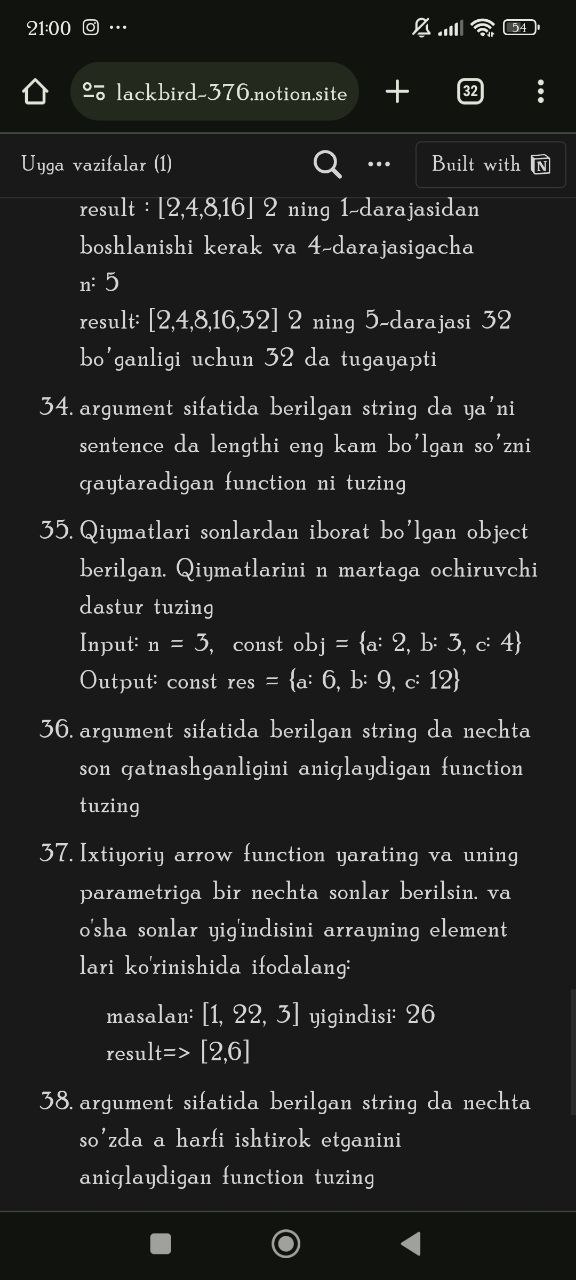 21:00
54
lackbird-376.notion.site
32
Uyga vazifalar (1)
Built with
result : [2,4,8,16] 2 ning 1-darajasidan
boshlanishi kerak va 4-darajasigacha
n: 5
result: [2,4,8,16,32] 2 ning 5-darajasi 32
bo’ganligi uchun 32 da tugayapti
34. argument sifatida berilgan string da ya’ni
sentence da lengthi eng kam bo’lgan so’zni
qaytaradigan function ni tuzing
35. Qiymatlari sonlardan iborat bo’lgan object
berilgan. Qiymatlarini n martaga ochiruvchi
dastur tuzing
Input: n = 3,  const obj = {a: 2, b: 3, c: 4}
Output: const res = {a: 6, b: 9, c: 12}
36. argument sifatida berilgan string da nechta
son qatnashganligini aniqlaydigan function
tuzing
37. Ixtiyoriy arrow function yarating va uning
parametriga bir nechta sonlar berilsin. va
o'sha sonlar yig'indisini arrayning element
lari ko'rinishida ifodalang:
masalan: [1, 22, 3] yigindisi: 26
result=> [2,6]
38. argument sifatida berilgan string da nechta
so’zda a harfi ishtirok etganini
aniqlaydigan function tuzing